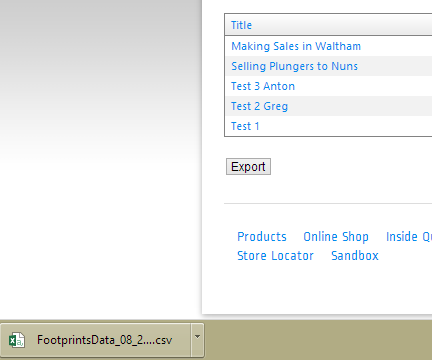 Title
Making Sales in Waltham
Selling Plungers to Nuns
Test 3 Anton
Test 2 Greg
Test 1
Export
Products Online Shop Inside Q
Store Locator Sandbox
FootprintsData_08_2....csv